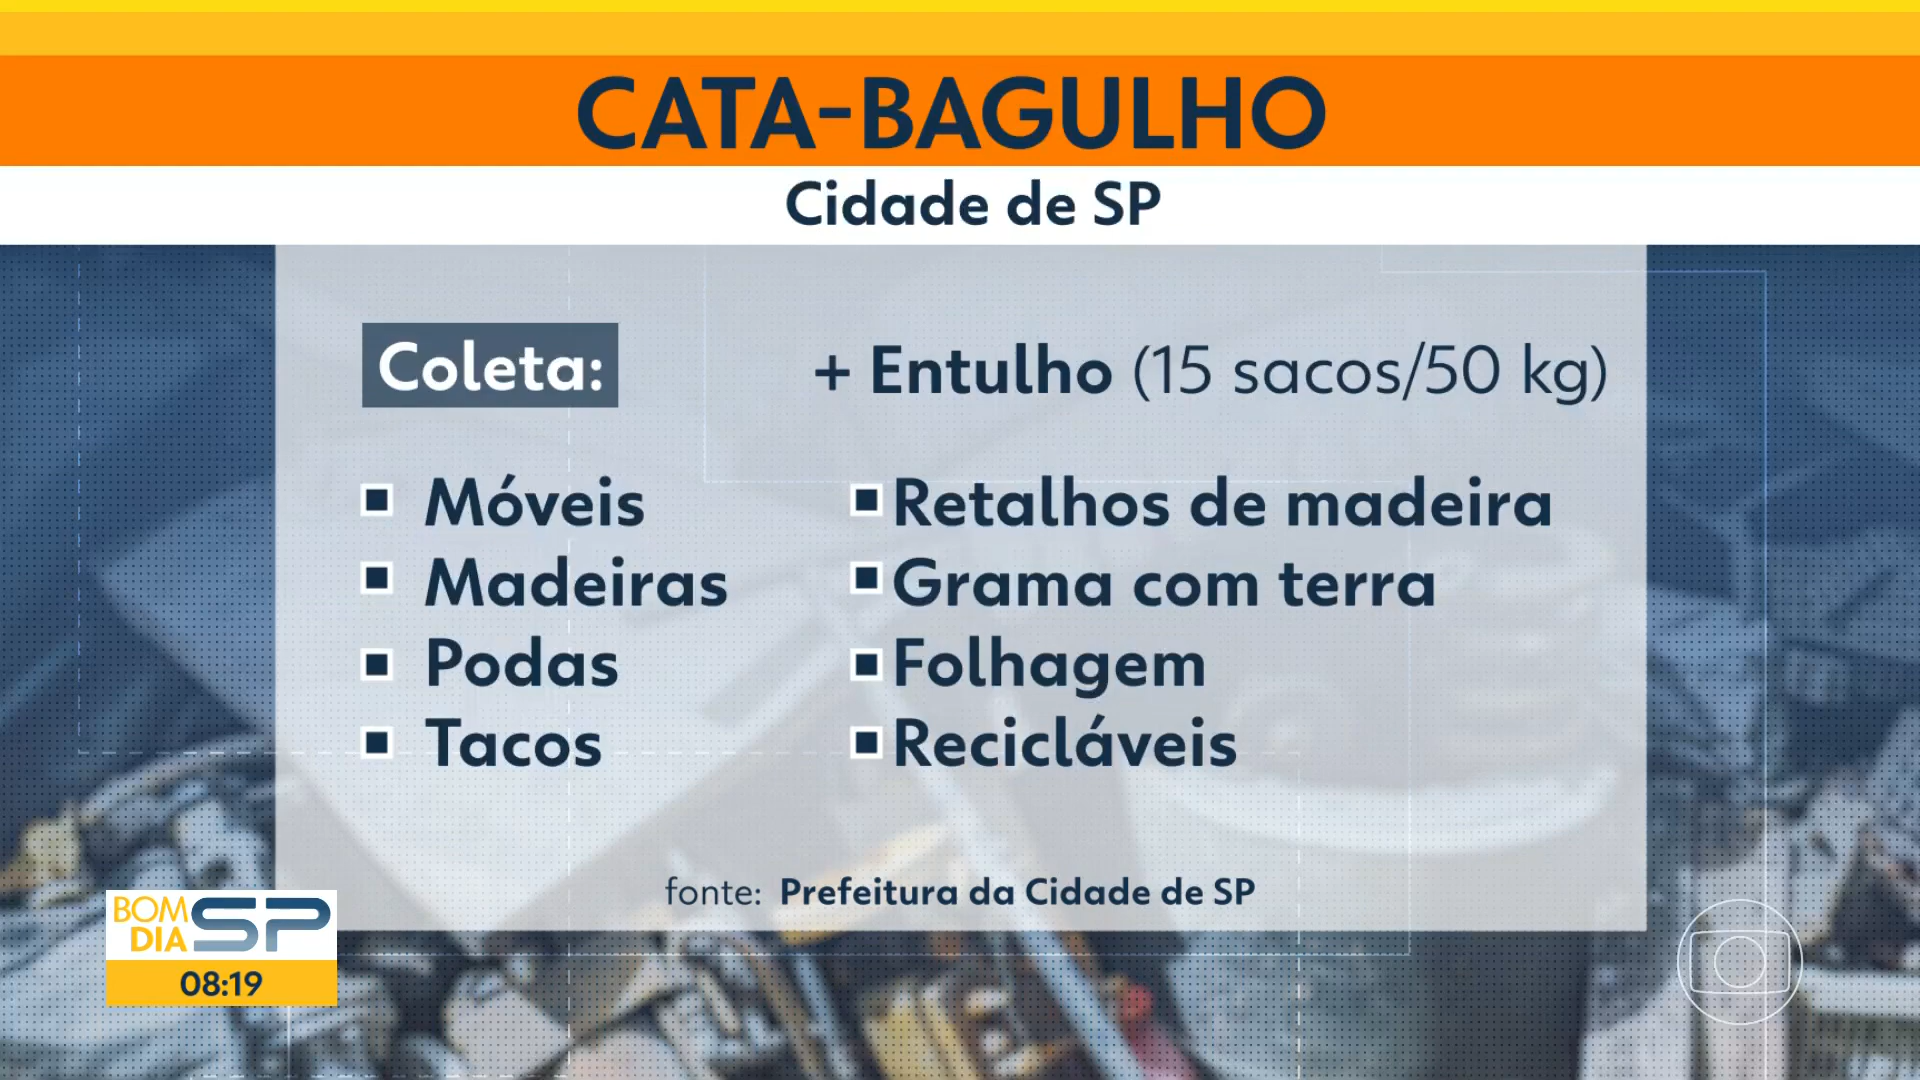 CATA-BAGULHO
Cidade de SP
Coleta:
+ Entulho (15 sacos/50 kg)
Móveis
Madeiras
Podas
Tacos
Retalhos de madeira
Grama com terra
Folhagem
Recicláveis
fonte: Prefeitura da Cidade de SP
BOM DIA SP
08:19